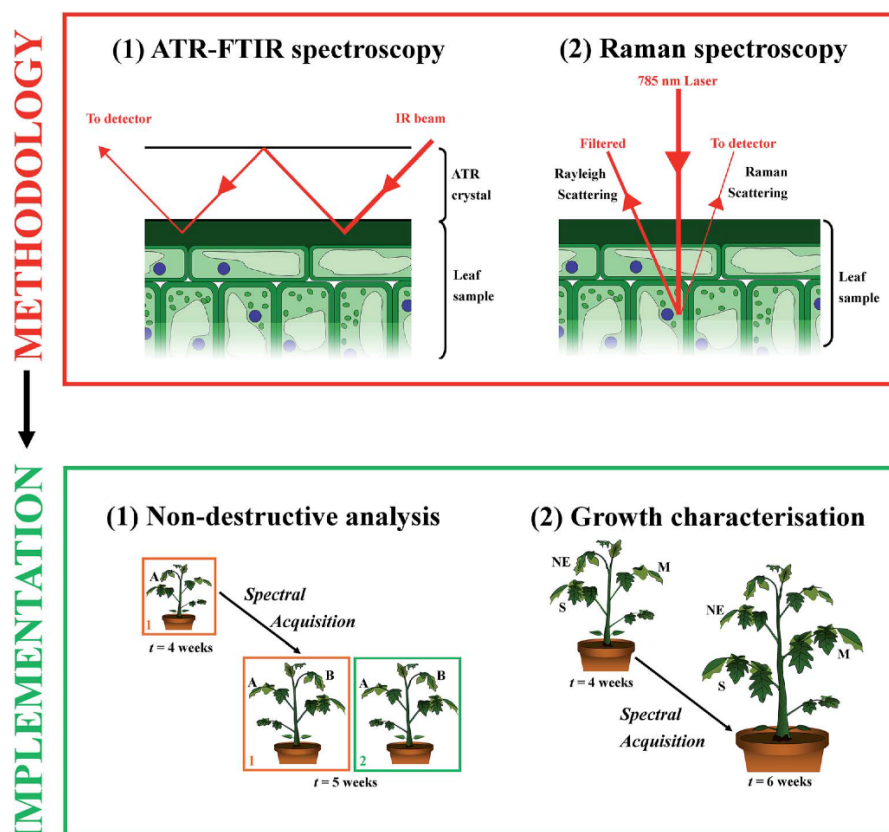 METHODOLOGY
(1) ATR-FTIR spectroscopy
To detector
IR beam
ATR
crystal
Leaf
sample
(2) Raman spectroscopy
785 nm Laser
Filtered
To detector
Rayleigh
Scattering
Raman
Scattering
Leaf
sample
IMPLEMENTATION
(1) Non-destructive analysis
A
1
t = 4 weeks
Spectral
Acquisition
A
B
1
A
B
2
t = 5 weeks
(2) Growth characterisation
NE
M
S
t = 4 weeks
Spectral
Acquisition
NE
M
S
t = 6 weeks